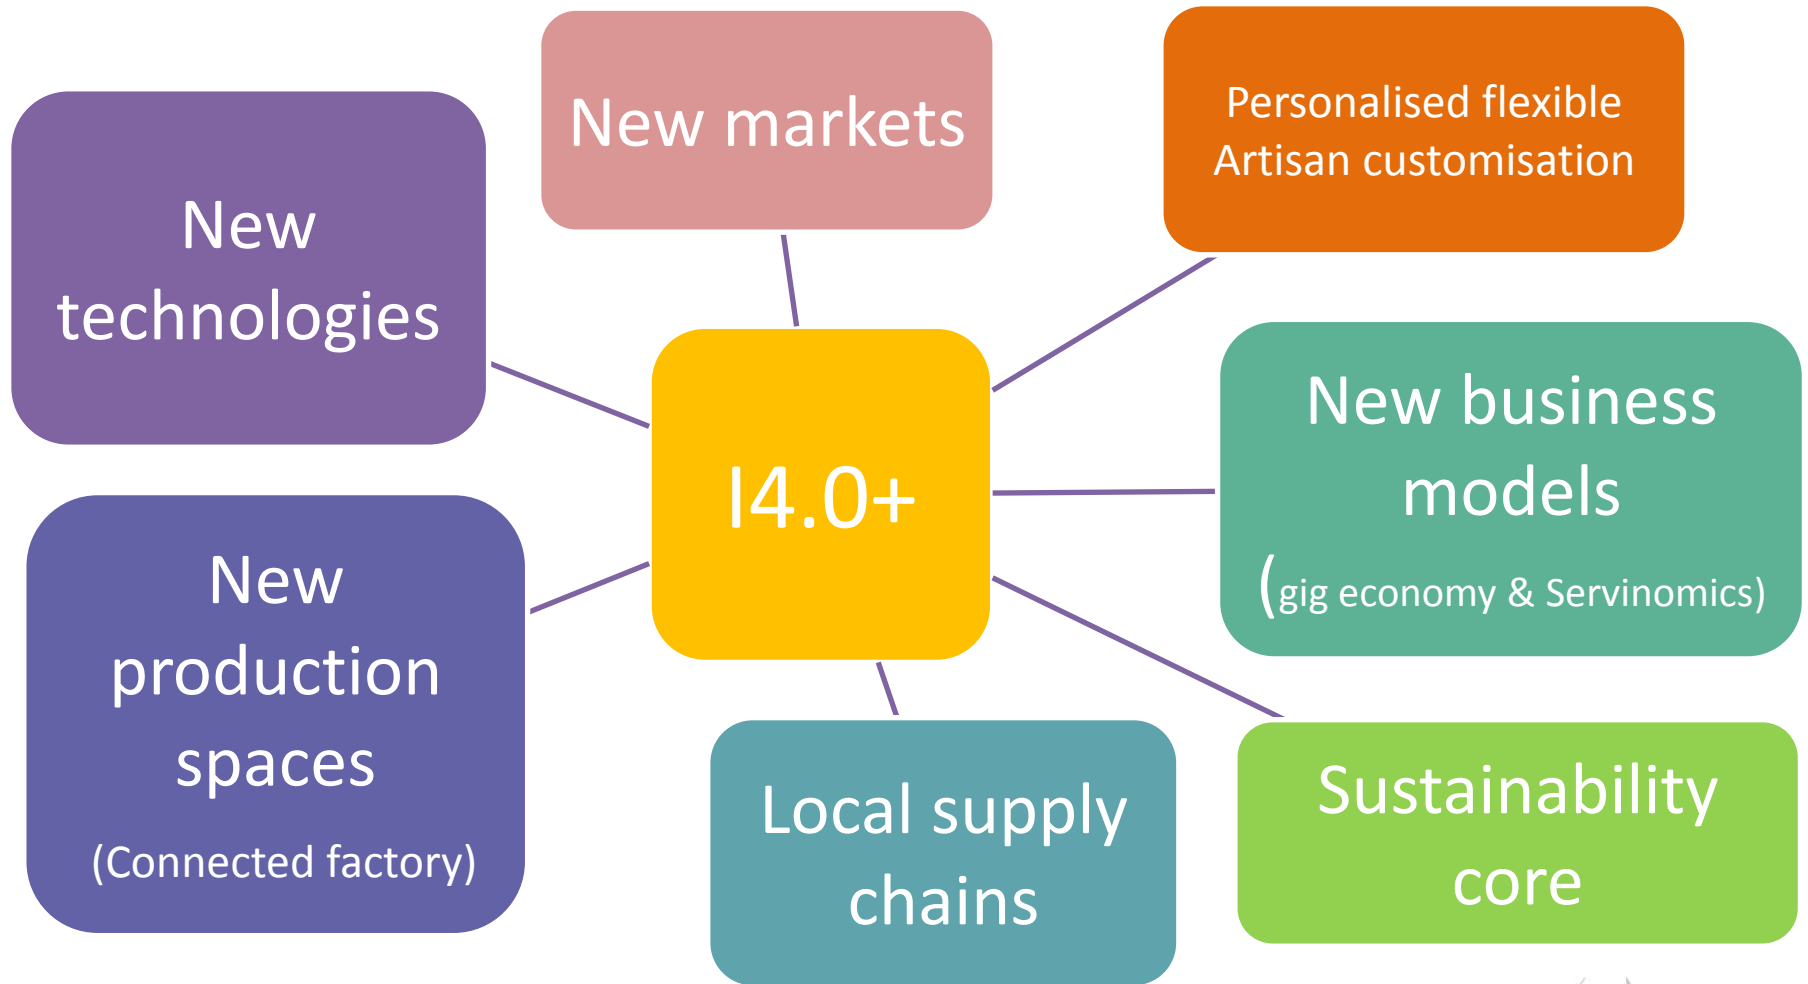 New markets
Personalised flexible
Artisan customisation
New
technologies
I4.0+
New business
models
(gig economy & Servinomics)
New
production
spaces
(Connected factory)
Local supply
chains
Sustainability
core